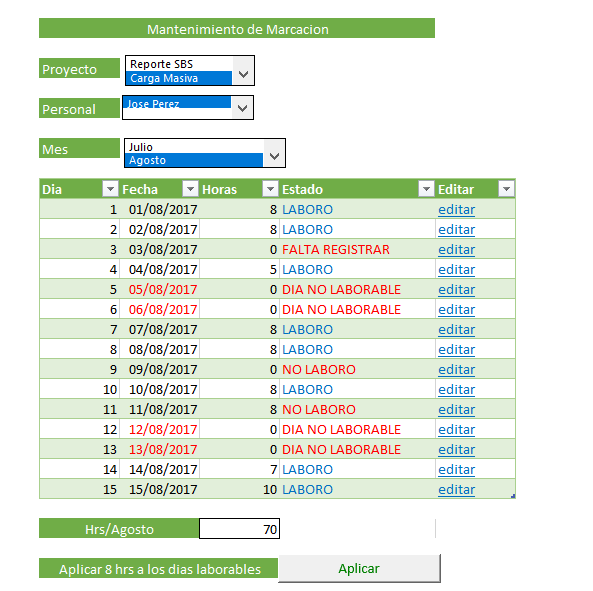 Mantenimiento de Marcacion
Proyecto
Reporte SBS
Carga Masiva
Personal
Jose Perez
Mes
Julio
Agosto
Dia Fecha Horas Estado Editar
1 01/08/2017 8 LABORO editar
2 02/08/2017 8 LABORO editar
3 03/08/2017 0 FALTA REGISTRAR editar
4 04/08/2017 5 LABORO editar
5 05/08/2017 0 DIA NO LABORABLE editar
6 06/08/2017 0 DIA NO LABORABLE editar
7 07/08/2017 8 LABORO editar
8 08/08/2017 8 LABORO editar
9 09/08/2017 0 NO LABORO editar
10 10/08/2017 8 LABORO editar
11 11/08/2017 8 NO LABORO editar
12 12/08/2017 0 DIA NO LABORABLE editar
13 13/08/2017 0 DIA NO LABORABLE editar
14 14/08/2017 7 LABORO editar
15 15/08/2017 10 LABORO editar
Hrs/Agosto 70
Aplicar 8 hrs a los dias laborables Aplicar